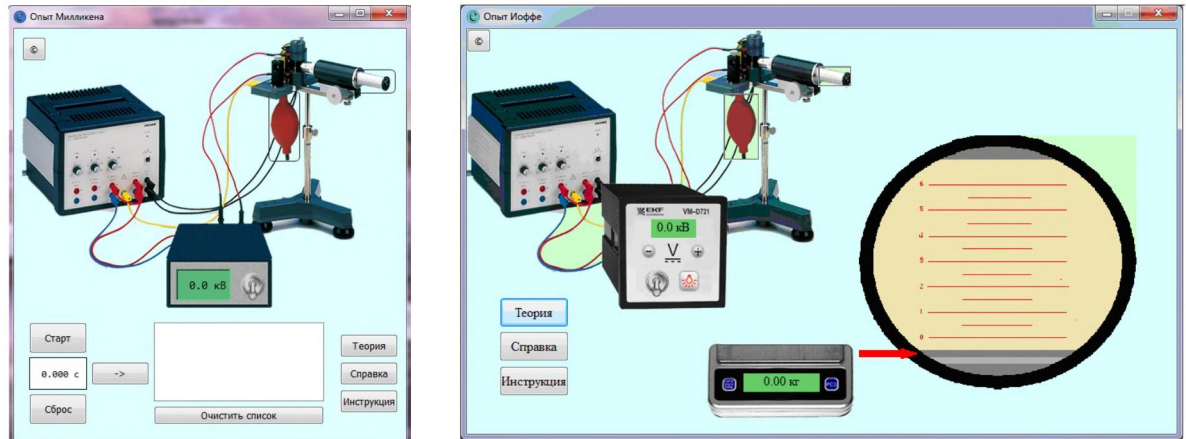 Опыт Милликена
©
0.0 кВ
Старт
0.000 с
->
Сброс
Очистить список
Теория
Справка
Инструкция
Опыт Иоффе
©
EKF
VM-D721
0.0 кВ
- V +
Теория
Справка
Инструкция
0.00 кг
6
5
4
3
2
1
0